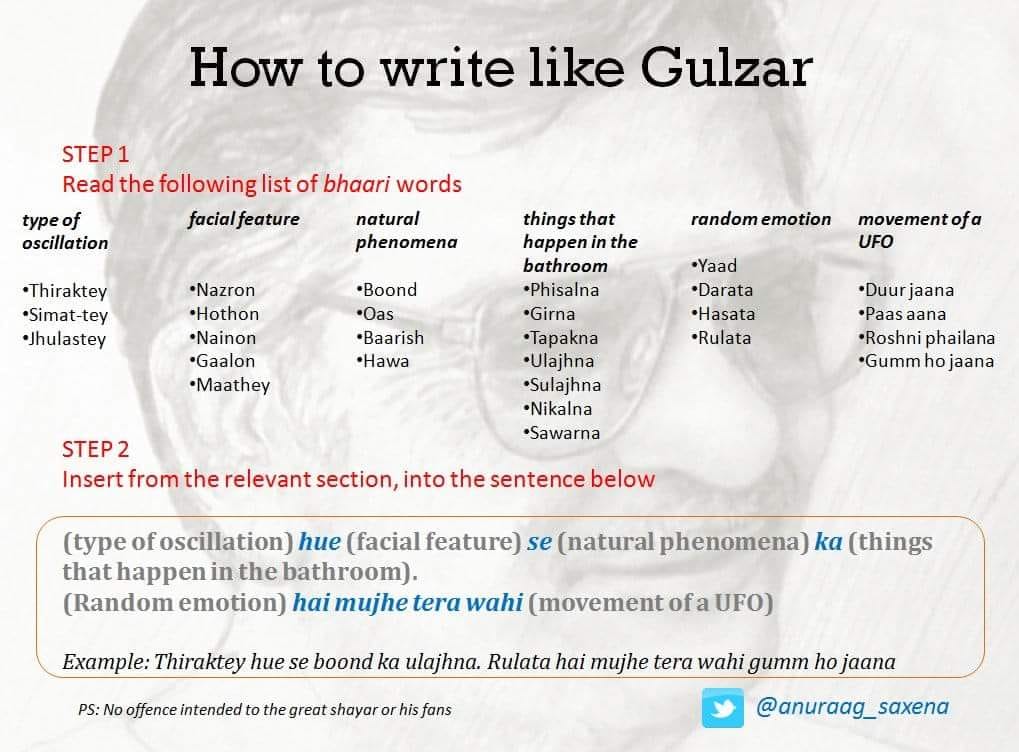 How to write like Gulzar
STEP 1
Read the following list of bhaari words
type of
oscillation
•Thiraktey
•Simat-tey
•Jhulastey
facial feature
•Nazron
•Hothon
•Nainon
•Gaalon
•Maathey
natural
phenomena
•Boond
•Oas
•Baarish
•Hawa
things that
happen in the
bathroom
•Phisalna
•Girna
•Tapakna
•Ulajhna
•Sulajhna
•Nikalna
•Sawarna
random emotion
•Yaad
•Darata
•Hasata
•Rulata
movement of a
UFO
•Duur jaana
•Paas aana
•Roshni phailana
•Gumm ho jaana
STEP 2
Insert from the relevant section, into the sentence below
(type of oscillation) hue (facial feature) se (natural phenomena) ka (things
that happen in the bathroom).
(Random emotion) hai mujhe tera wahi (movement of a UFO)
Example: Thiraktey hue se boond ka ulajhna. Rulata hai mujhe tera wahi gumm ho jaana
PS: No offence intended to the great shayar or his fans
@anuraag_saxena